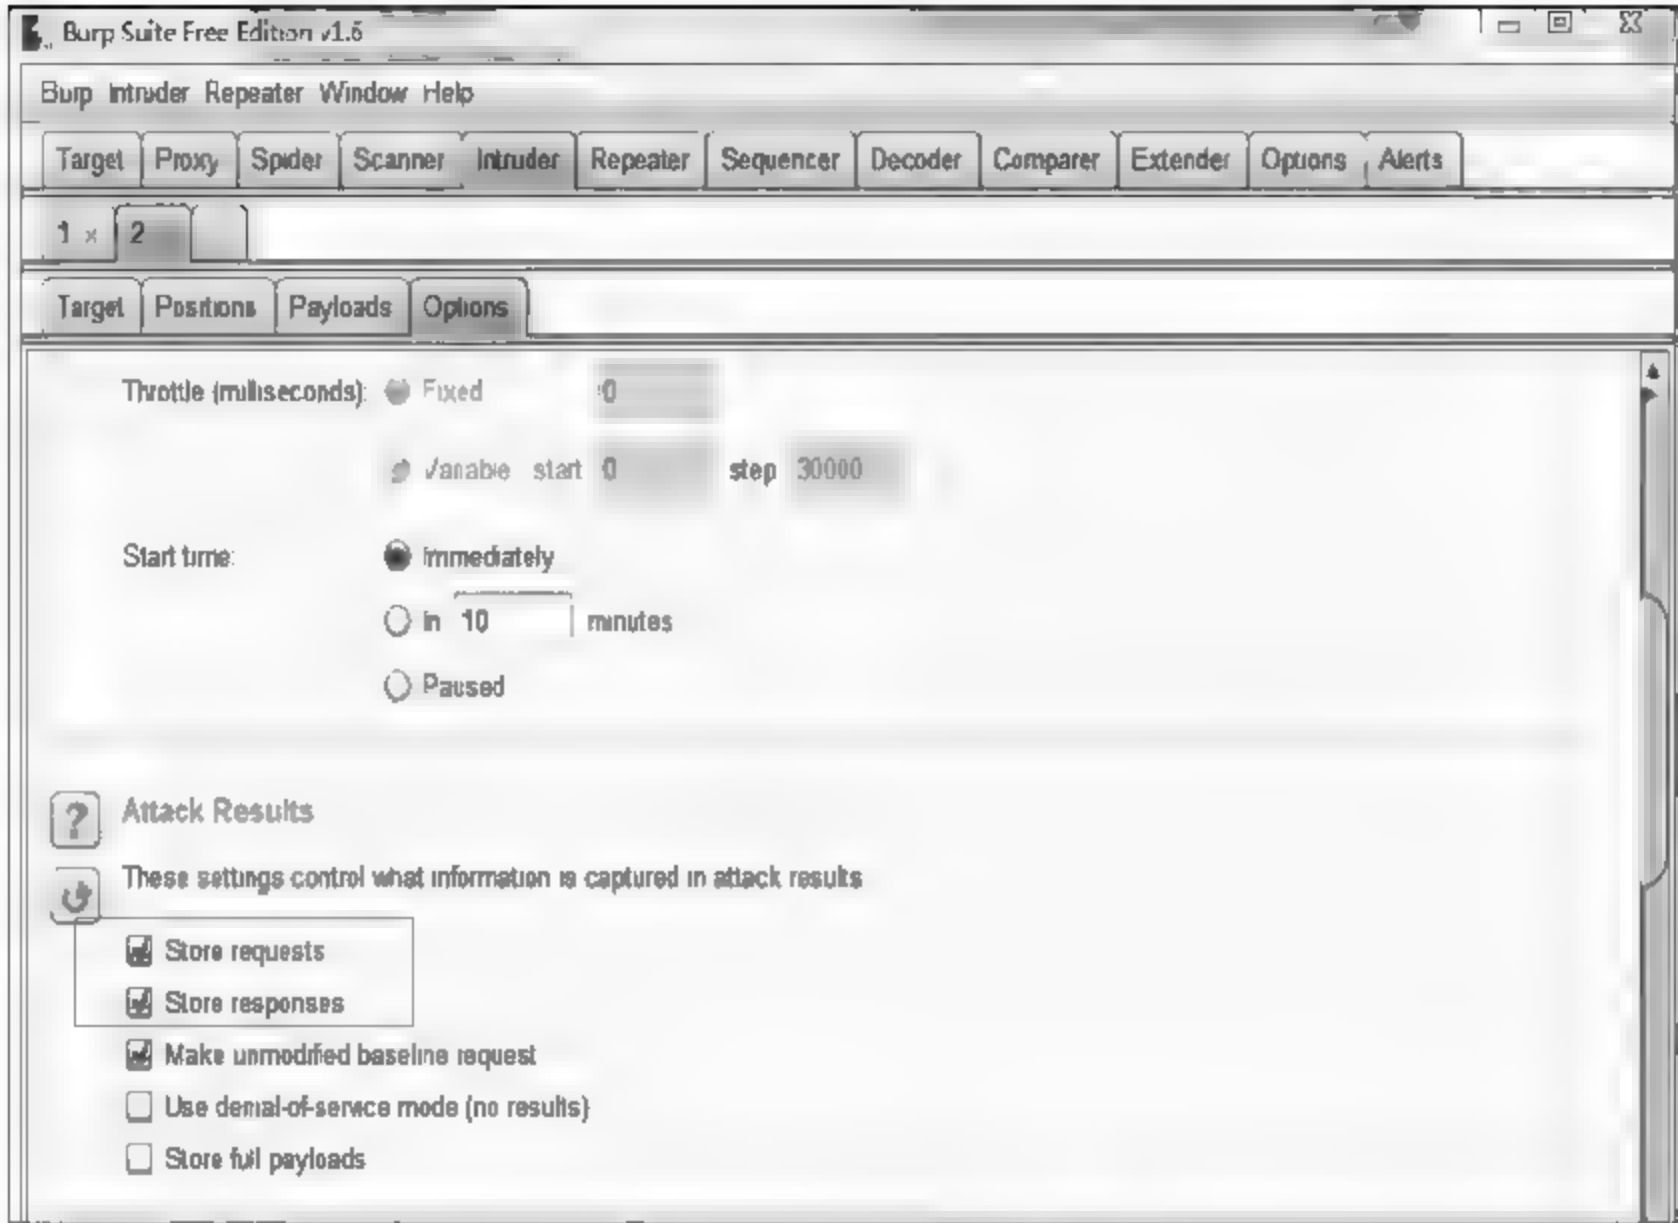 Burp Suite Free Edition v1.6
Burp Intruder Repeater Window Help
Target Proxy Spider Scanner Intruder Repeater Sequencer Decoder Comparer Extender Options Alerts
1 × 2
Target Positions Payloads Options
Throttle (milliseconds): Fixed 0
Variable start 0 step 30000
Start time: Immediately
In 10 minutes
Paused
? Attack Results
These settings control what information is captured in attack results
Store requests
Store responses
Make unmodified baseline request
Use denial-of-service mode (no results)
Store full payloads